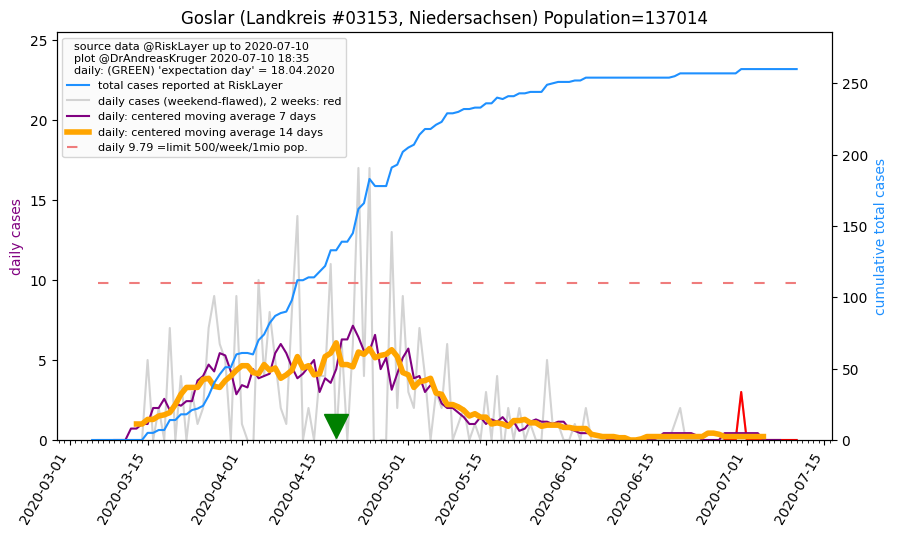 Goslar (Landkreis #03153, Niedersachsen) Population=137014
source data @RiskLayer up to 2020-07-10
plot @DrAndreasKruger 2020-07-10 18:35
daily: (GREEN) 'expectation day' = 18.04.2020
total cases reported at RiskLayer
daily cases (weekend-flawed), 2 weeks: red
daily: centered moving average 7 days
daily: centered moving average 14 days
daily 9.79 =limit 500/week/1mio pop.
daily cases
25
20
15
10
5
0
cumulative total cases
250
200
150
100
50
0
2020-03-01
2020-03-15
2020-04-01
2020-04-15
2020-05-01
2020-05-15
2020-06-01
2020-06-15
2020-07-01
2020-07-15